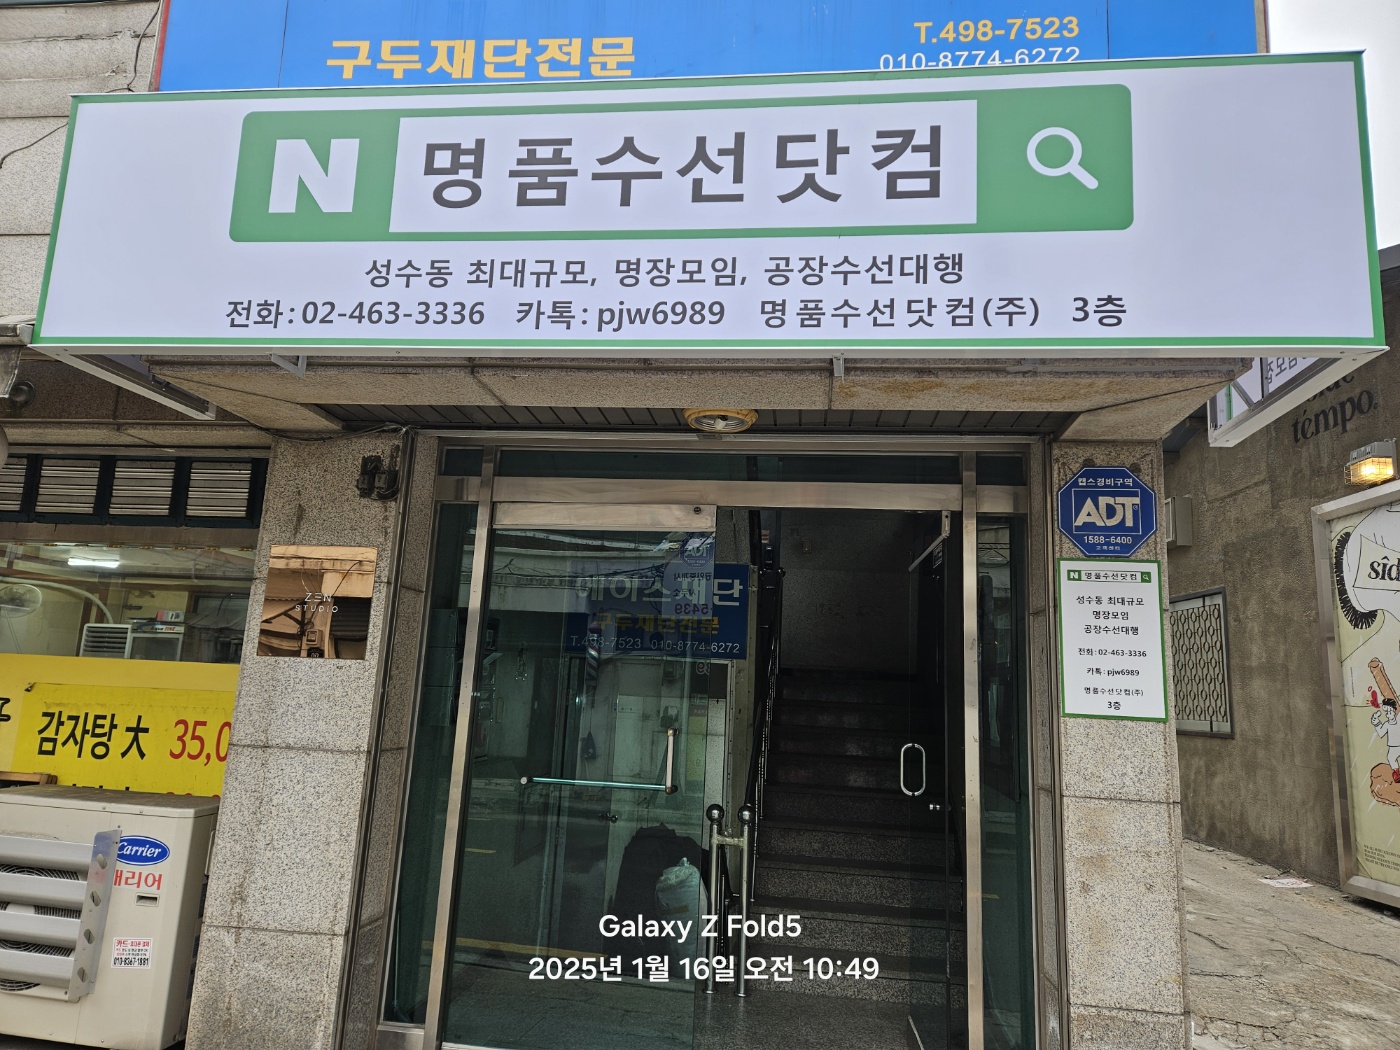 구두재단전문
T.498-7523
010-8774-6272
N 명품수선닷컴
성수동 최대규모, 명장모임, 공장수선대행
전화:02-463-3336 카톡:pjw6989 명품수선닷컴(주) 3층
tempo.
캡스경비구역
ADT
1588-6400
고객센터
N 명품수선닷컴
성수동 최대규모
명장모임
공장수선대행
전화:02-463-3336
카톡:pjw6989
명품수선닷컴(주)
3층
ZEN
STUDIO
에이스재단
구두재단전문
T.498-7523 010-8774-6272
감자탕 大 35,0
Carrier
캐리어
010-8367-1891
Galaxy Z Fold5
2025년 1월 16일 오전 10:49